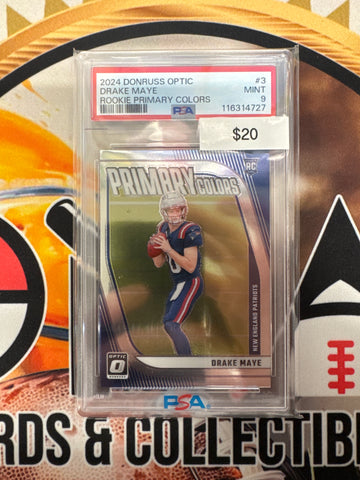 2024 DONRUSS OPTIC #3
DRAKE MAYE MINT
ROOKIE PRIMARY COLORS 9
PSA 116314727
$20
RC
PRIMARY
COLORS
NEW ENGLAND PATRIOTS
OPTIC
DRAKE MAYE
PSA
RDS & COLLECTIBL